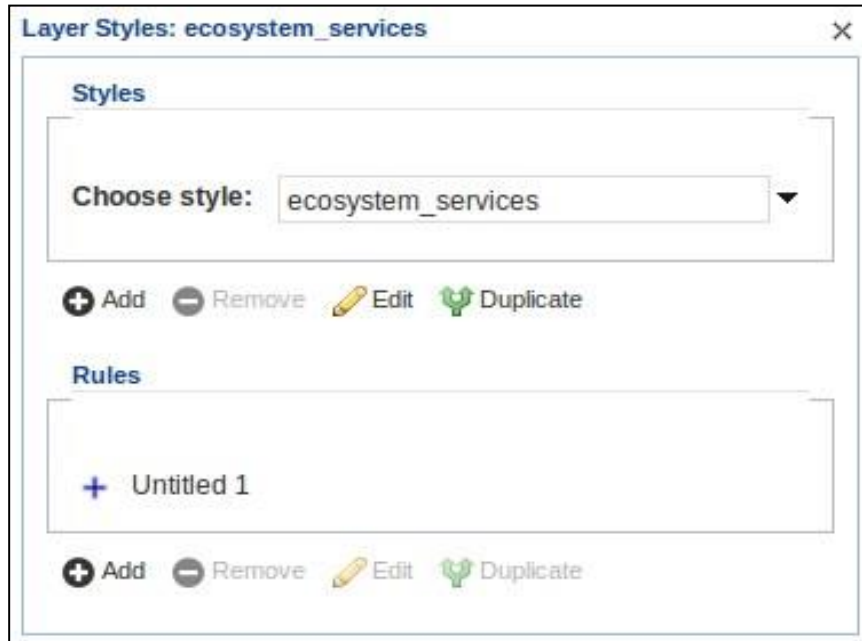 Layer Styles: ecosystem_services
Styles
Choose style: ecosystem_services
Add Remove Edit Duplicate
Rules
Untitled 1
Add Remove Edit Duplicate